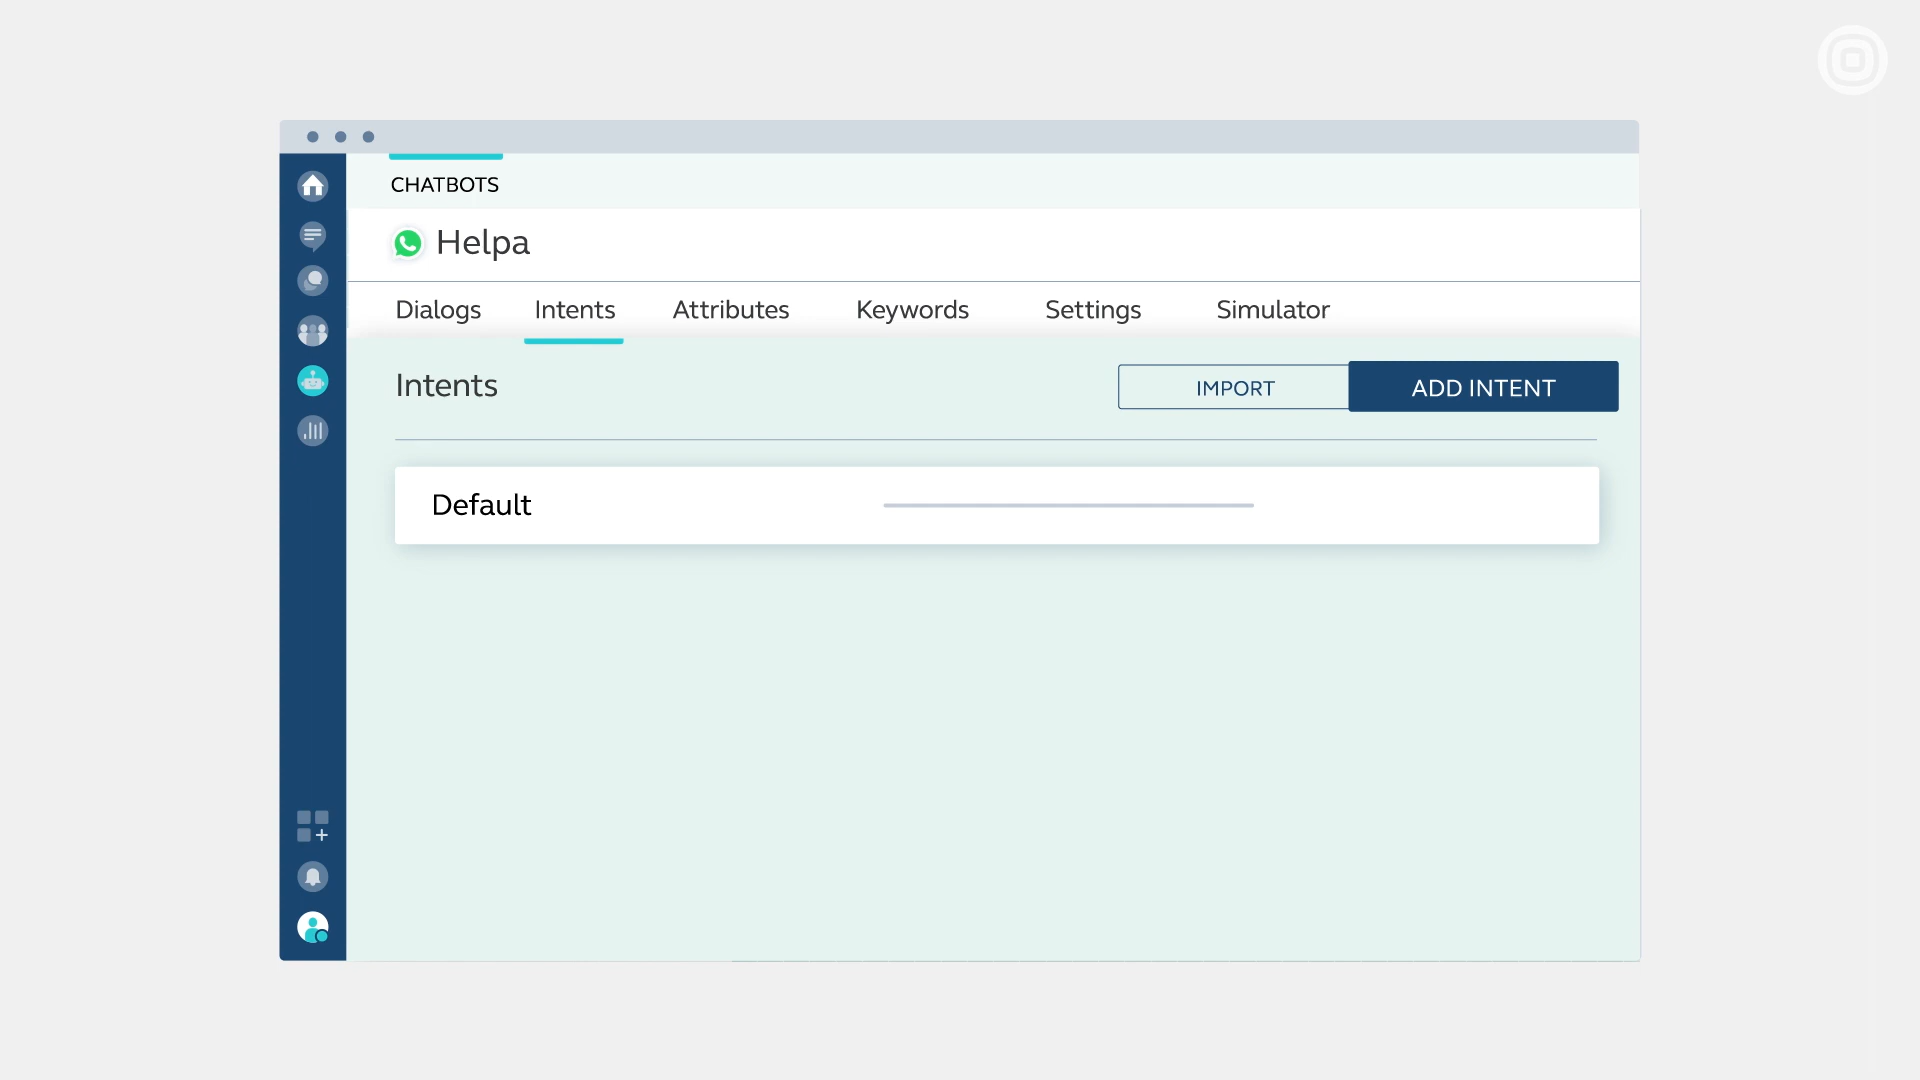 CHATBOTS
Helpa
Dialogs Intents Attributes Keywords Settings Simulator
Intents IMPORT ADD INTENT
Default